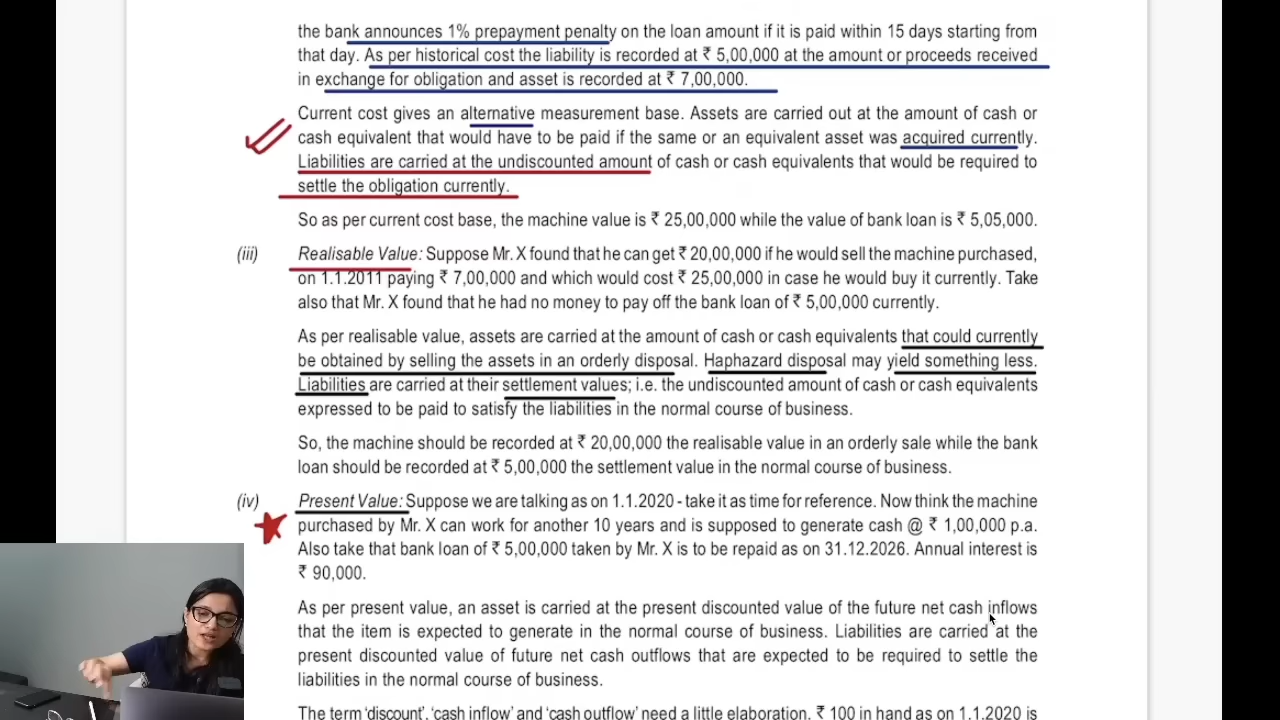 the bank announces 1% prepayment penalty on the loan amount if it is paid within 15 days starting from
that day. As per historical cost the liability is recorded at ₹ 5,00,000 at the amount or proceeds received
in exchange for obligation and asset is recorded at ₹ 7,00,000.
Current cost gives an alternative measurement base. Assets are carried out at the amount of cash or
cash equivalent that would have to be paid if the same or an equivalent asset was acquired currently.
Liabilities are carried at the undiscounted amount of cash or cash equivalents that would be required to
settle the obligation currently.
So as per current cost base, the machine value is ₹ 25,00,000 while the value of bank loan is ₹ 5,05,000.
(iii) Realisable Value: Suppose Mr. X found that he can get ₹ 20,00,000 if he would sell the machine purchased,
on 1.1.2011 paying ₹ 7,00,000 and which would cost ₹ 25,00,000 in case he would buy it currently. Take
also that Mr. X found that he had no money to pay off the bank loan of ₹ 5,00,000 currently.
As per realisable value, assets are carried at the amount of cash or cash equivalents that could currently
be obtained by selling the assets in an orderly disposal. Haphazard disposal may yield something less.
Liabilities are carried at their settlement values; i.e. the undiscounted amount of cash or cash equivalents
expressed to be paid to satisfy the liabilities in the normal course of business.
So, the machine should be recorded at ₹ 20,00,000 the realisable value in an orderly sale while the bank
loan should be recorded at ₹ 5,00,000 the settlement value in the normal course of business.
(iv) Present Value: Suppose we are talking as on 1.1.2020 - take it as time for reference. Now think the machine
purchased by Mr. X can work for another 10 years and is supposed to generate cash @ ₹ 1,00,000 p.a.
Also take that bank loan of ₹ 5,00,000 taken by Mr. X is to be repaid as on 31.12.2026. Annual interest is
₹ 90,000.
As per present value, an asset is carried at the present discounted value of the future net cash inflows
that the item is expected to generate in the normal course of business. Liabilities are carried at the
present discounted value of future net cash outflows that are expected to be required to settle the
liabilities in the normal course of business.
The term 'discount', 'cash inflow' and 'cash outflow' need a little elaboration. ₹ 100 in hand as on 1.1.2020 is